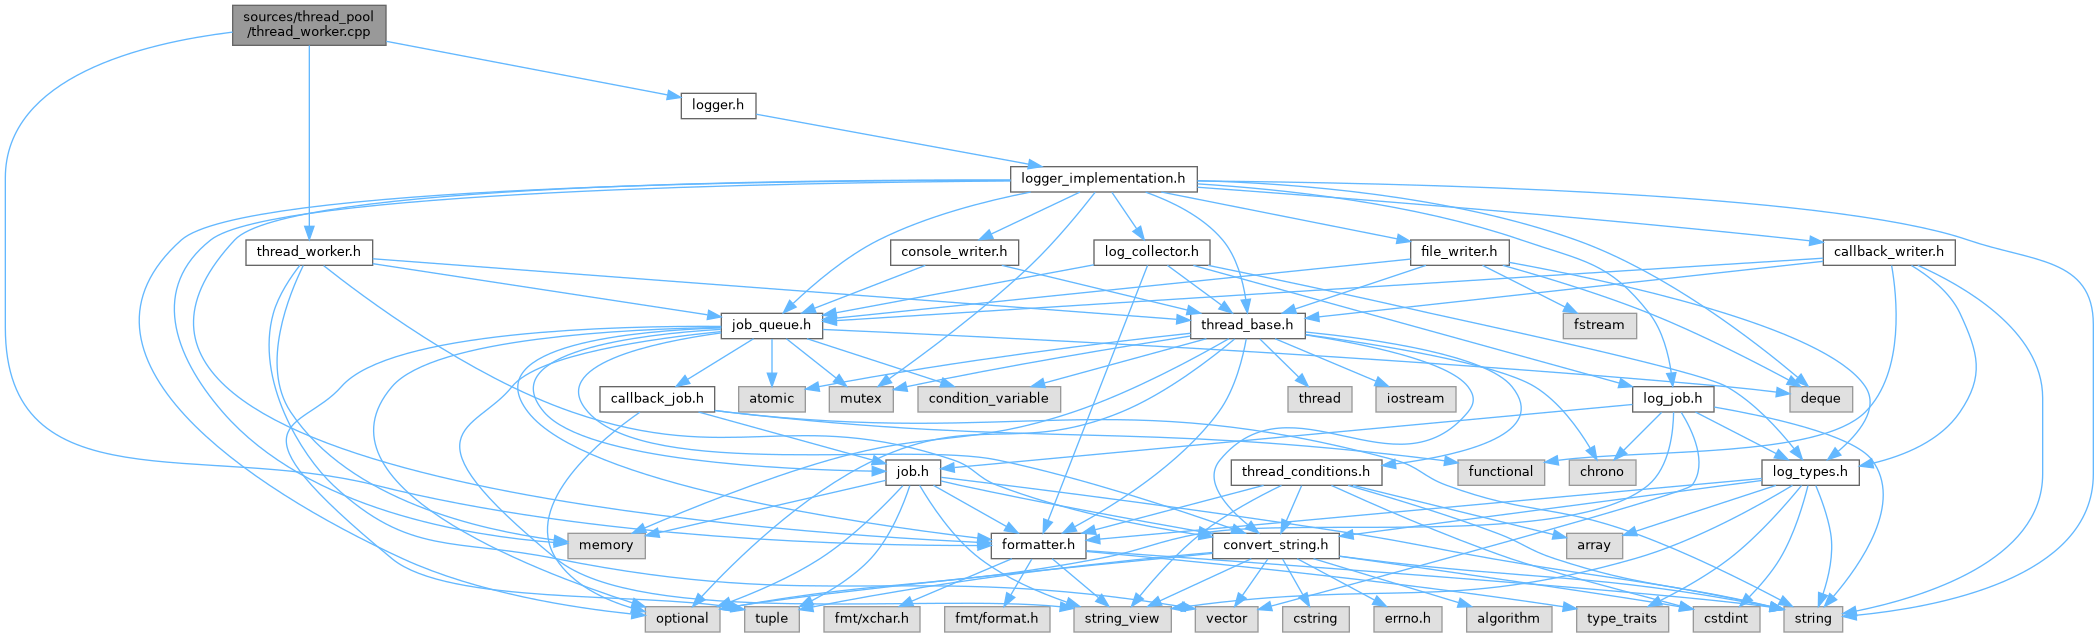 sources/thread_pool
/thread_worker.cpp
logger.h
logger_implementation.h
thread_worker.h
console_writer.h
log_collector.h
file_writer.h
callback_writer.h
job_queue.h
thread_base.h
fstream
callback_job.h
atomic
mutex
condition_variable
thread
iostream
log_job.h
deque
job.h
thread_conditions.h
functional
chrono
log_types.h
memory
formatter.h
convert_string.h
array
optional
tuple
fmt/xchar.h
fmt/format.h
string_view
vector
cstring
errno.h
algorithm
type_traits
cstdint
string